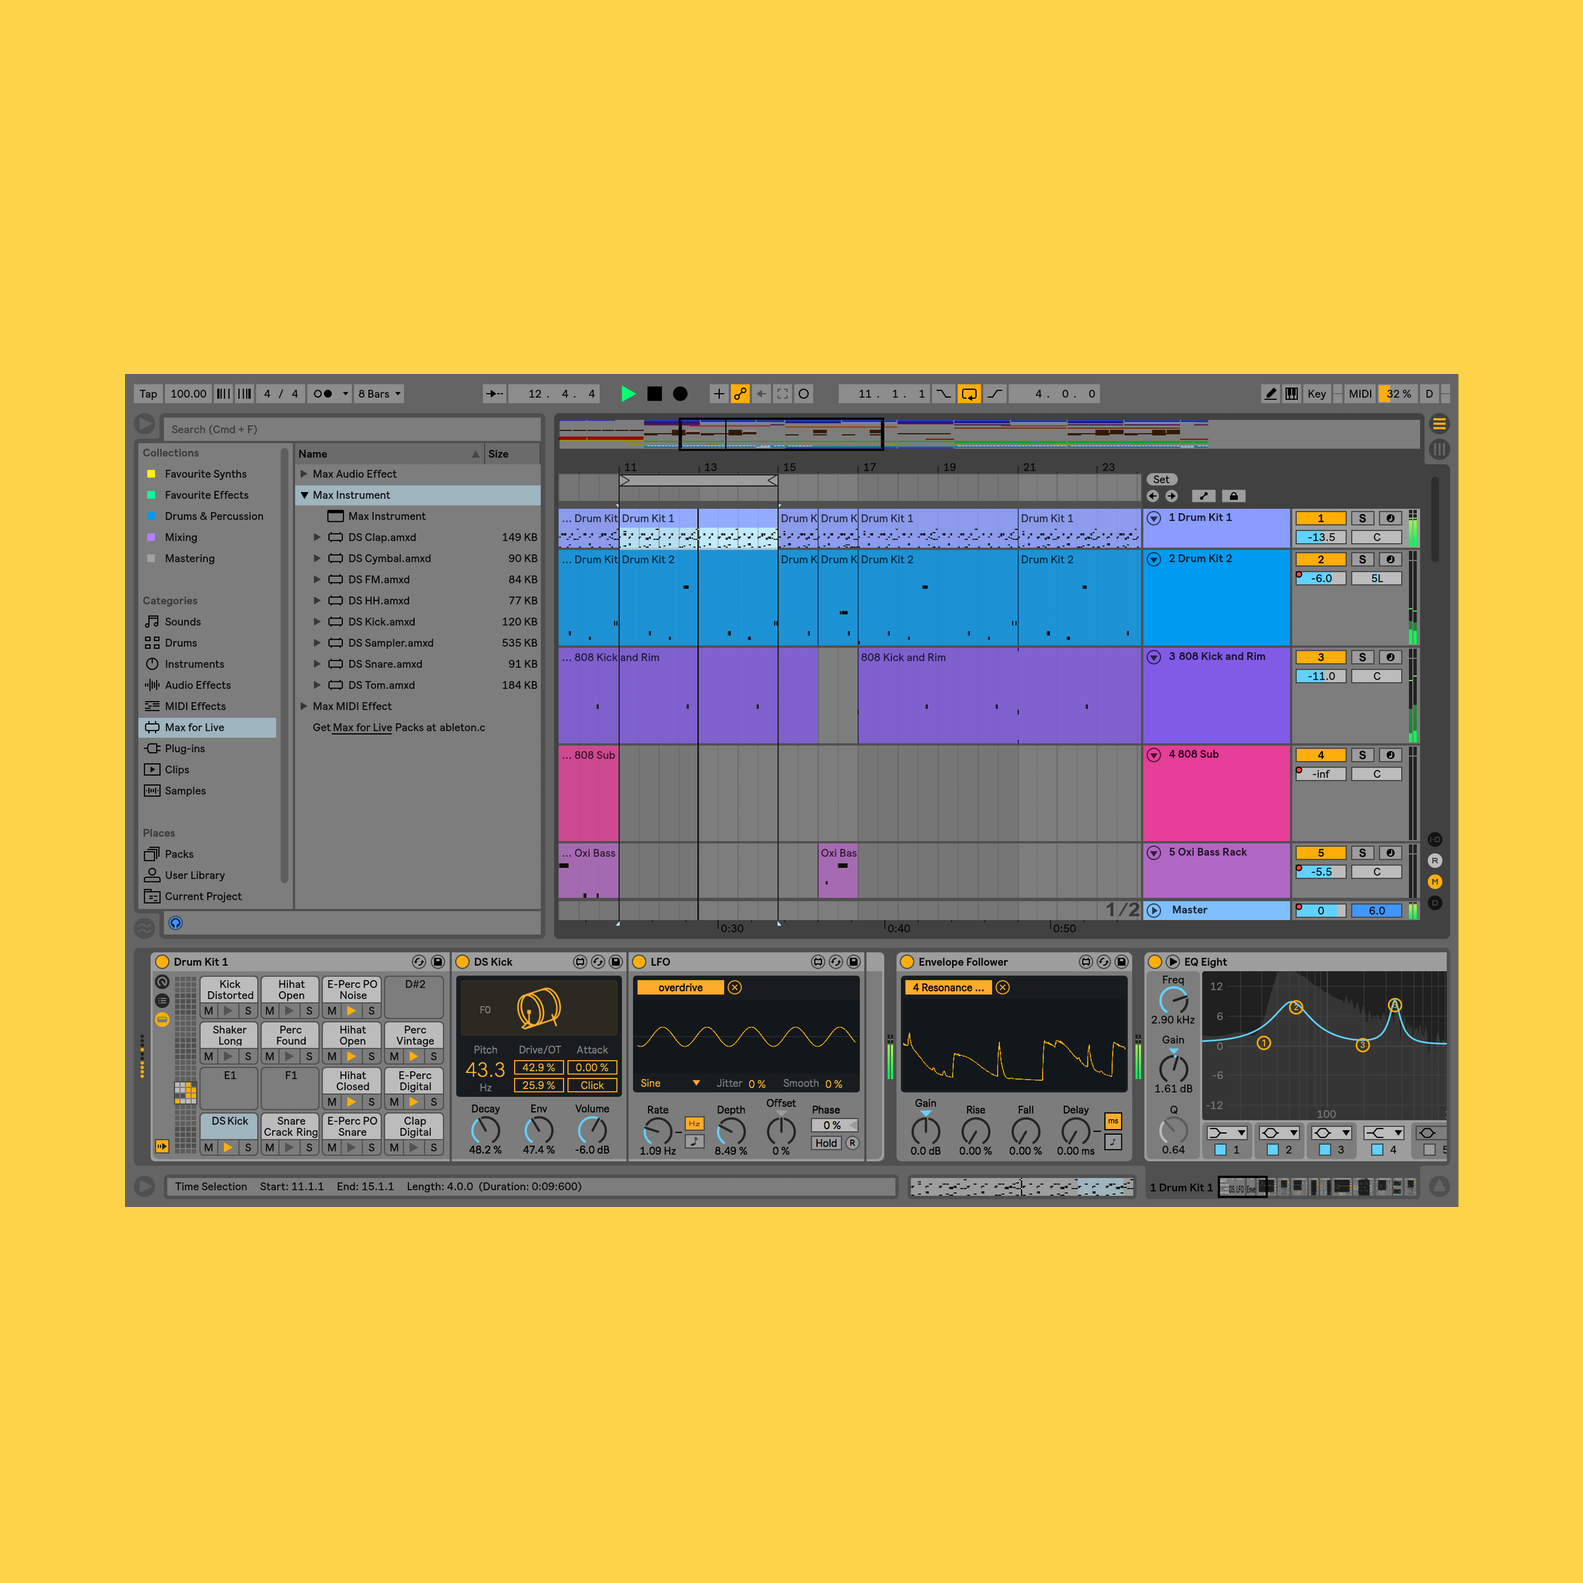 Tap 100.00 4 / 4 8 Bars 12 . 4 . 4 11 . 1 . 1 4 . 0 . 0 Key MIDI 32 % D
Search (Cmd + F)
Collections
Favourite Synths
Favourite Effects
Drums & Percussion
Mixing
Mastering
Categories
Sounds
Drums
Instruments
Audio Effects
MIDI Effects
Max for Live
Plug-ins
Clips
Samples
Places
Packs
User Library
Current Project
Name Size
Max Audio Effect
Max Instrument
Max Instrument
DS Clap.amxd 149 KB
DS Cymbal.amxd 90 KB
DS FM.amxd 84 KB
DS HH.amxd 77 KB
DS Kick.amxd 120 KB
DS Sampler.amxd 535 KB
DS Snare.amxd 91 KB
DS Tom.amxd 184 KB
Max MIDI Effect
Get Max for Live Packs at ableton.c
11 13 15 17 19 21 23
Set
... Drum Kit Drum Kit 1 Drum K Drum K Drum Kit 1 Drum Kit 1 1 Drum Kit 1 1 S
-13.5 C
... Drum Kit Drum Kit 2 Drum K Drum K Drum Kit 2 Drum Kit 2 2 Drum Kit 2 2 S
-6.0 5L
... 808 Kick and Rim 808 Kick and Rim 3 808 Kick and Rim 3 S
-11.0 C
... 808 Sub 4 808 Sub 4 S
-inf C
... Oxi Bass Oxi Bas 5 Oxi Bass Rack 5 S
-5.5 C
R
M
D
1/2 Master 0 6.0
0:30 0:40 0:50
Drum Kit 1
Kick Distorted Hihat Open E-Perc PO Noise D#2
M S M S M S
Shaker Long Perc Found Hihat Open Perc Vintage
M S M S M S M S
E1 F1 Hihat Closed E-Perc Digital
M S M S
DS Kick Snare Crack Ring E-Perc PO Snare Clap Digital
M S M S M S M S
DS Kick
F0
Pitch Drive/OT Attack
43.3 42.9 % 0.00 %
Hz 25.9 % Click
Decay Env Volume
48.2 % 47.4 % -6.0 dB
LFO
overdrive
Sine Jitter 0 % Smooth 0 %
Rate Depth Offset Phase
Hz 0 %
Hold R
1.09 Hz 8.49 % 0 %
Envelope Follower
4 Resonance ...
Gain Rise Fall Delay
ms
0.0 dB 0.00 % 0.00 % 0.00 ms
EQ Eight
Freq
2.90 kHz
Gain
1.61 dB
Q
0.64
12
6
0
-6
-12
100
1 2 3
1 2 3 4 5
Time Selection Start: 11.1.1 End: 15.1.1 Length: 4.0.0 (Duration: 0:09:600)
1 Drum Kit 1